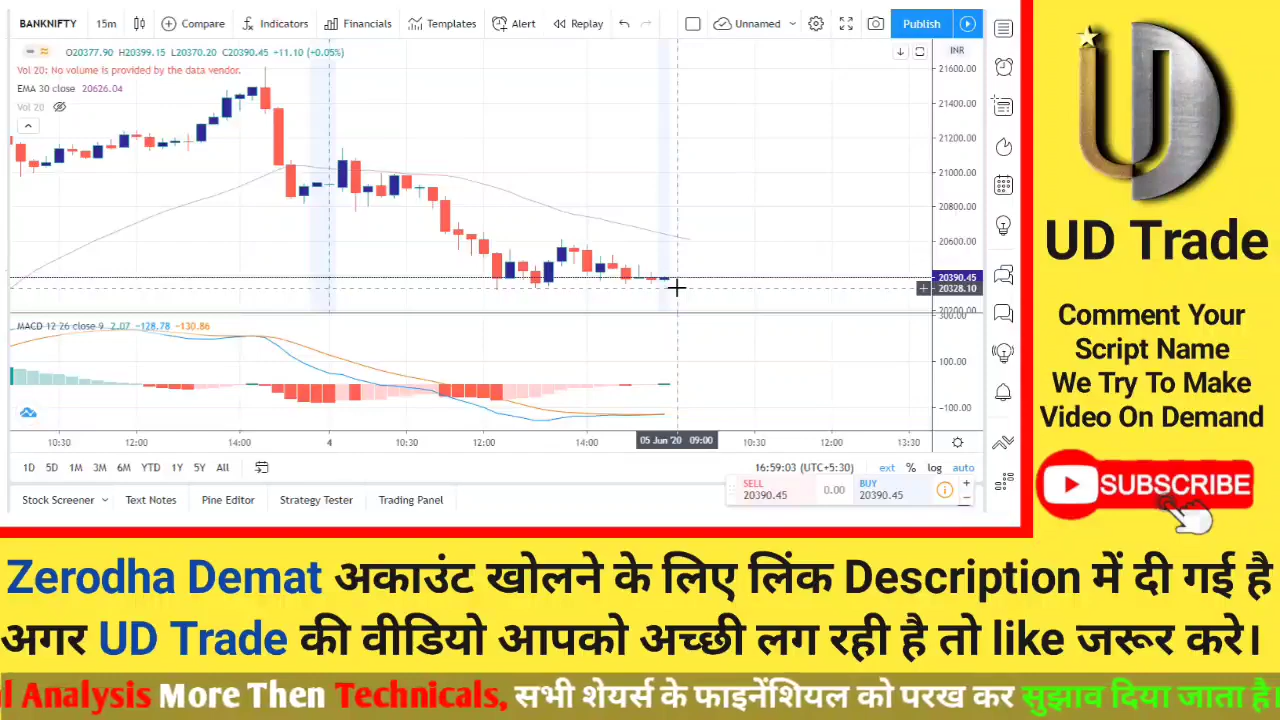 BANKNIFTY 15m Compare Indicators Financials Templates Alert Replay Unnamed Publish
O20377.90 H20399.15 L20370.20 C20390.45 −11.10 (−0.05%)
INR
Vol 20: No volume is provided by the data vendor.
EMA 30 close 20626.04
Vol 20
21600.00
21400.00
21200.00
21000.00
20800.00
20600.00
20390.45
20328.10
20200.00
300.00
MACD 12 26 close 9 2.07 −128.78 −130.86
100.00
−100.00
10:30 12:00 14:00 4 10:30 12:00 14:00 05 Jun '20 09:00 10:30 12:00 13:30
1D 5D 1M 3M 6M YTD 1Y 5Y All 16:59:03 (UTC+5:30) ext % log auto
SELL 20390.45 0.00 BUY 20390.45
Stock Screener Text Notes Pine Editor Strategy Tester Trading Panel
UD
UD Trade
Comment Your
Script Name
We Try To Make
Video On Demand
SUBSCRIBE
Zerodha Demat अकाउंट खोलने के लिए लिंक Description में दी गई है
अगर UD Trade की वीडियो आपको अच्छी लग रही है तो like जरूर करे।
l Analysis More Then Technicals, सभी शेयर्स के फाइनेंशियल को परख कर सुझाव दिया जाता है।